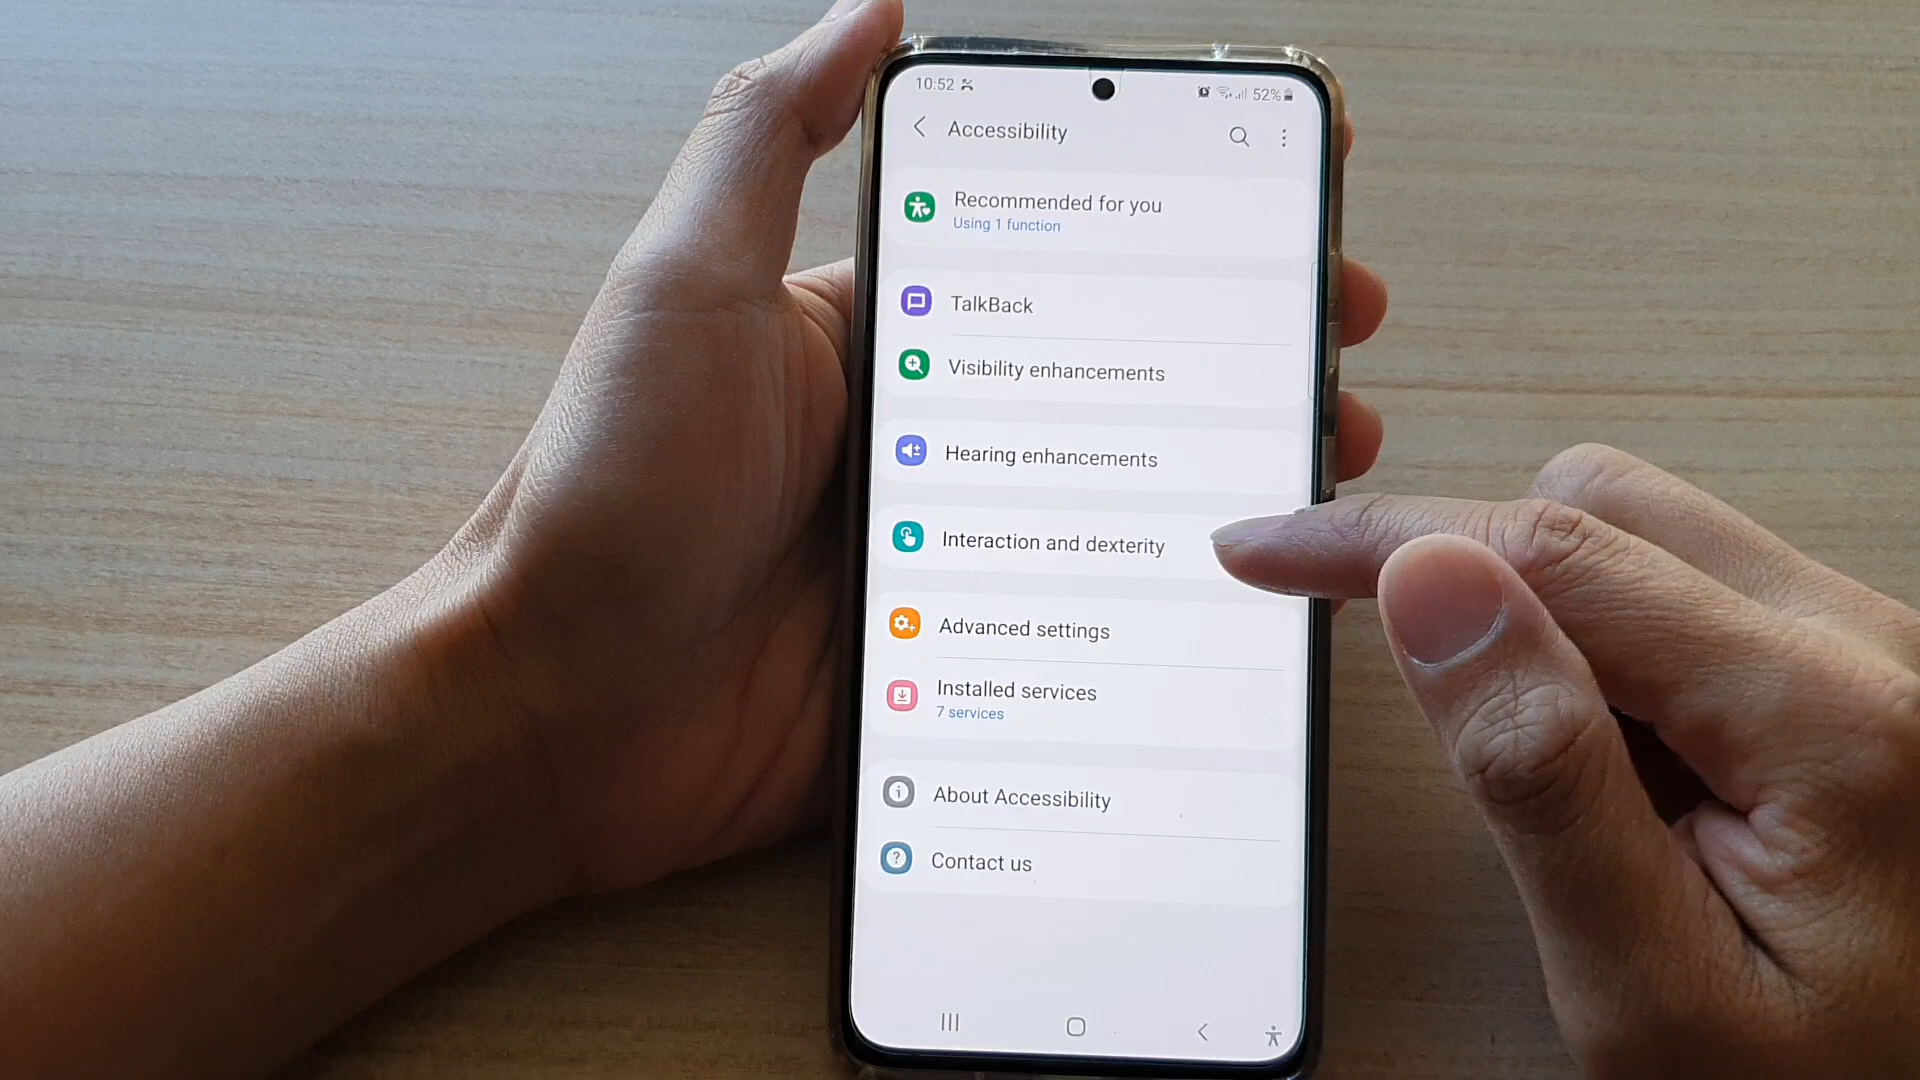 10:52
52%
Accessibility
Recommended for you
Using 1 function
TalkBack
Visibility enhancements
Hearing enhancements
Interaction and dexterity
Advanced settings
Installed services
7 services
About Accessibility
Contact us